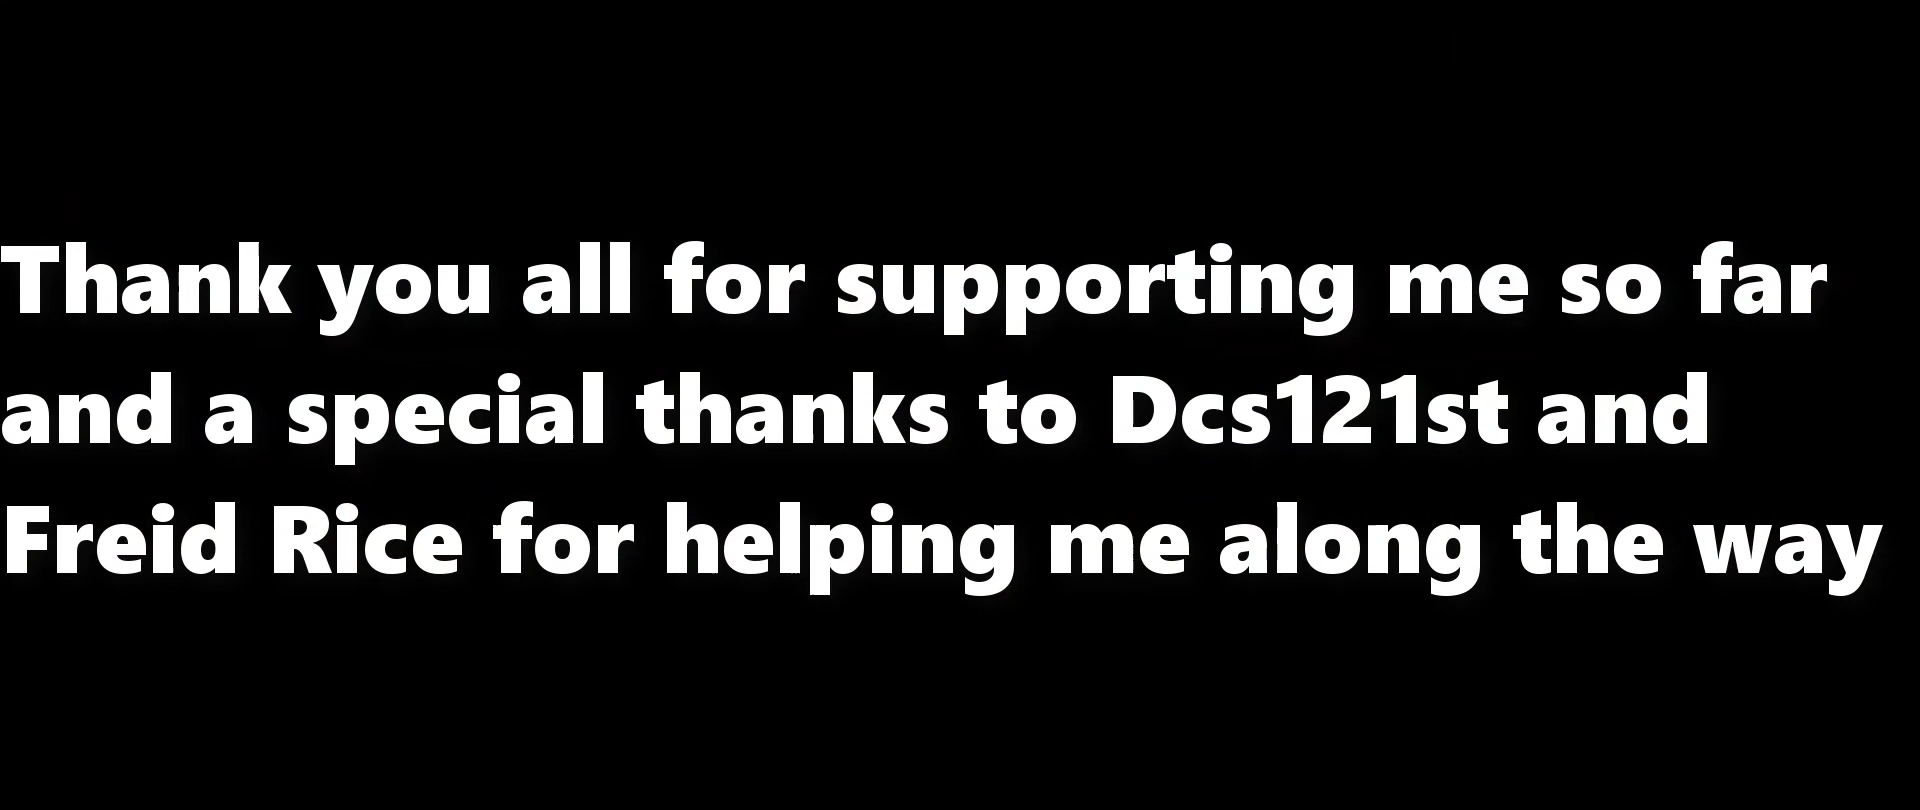 Thank you all for supporting me so far
and a special thanks to Dcs121st and
Freid Rice for helping me along the way